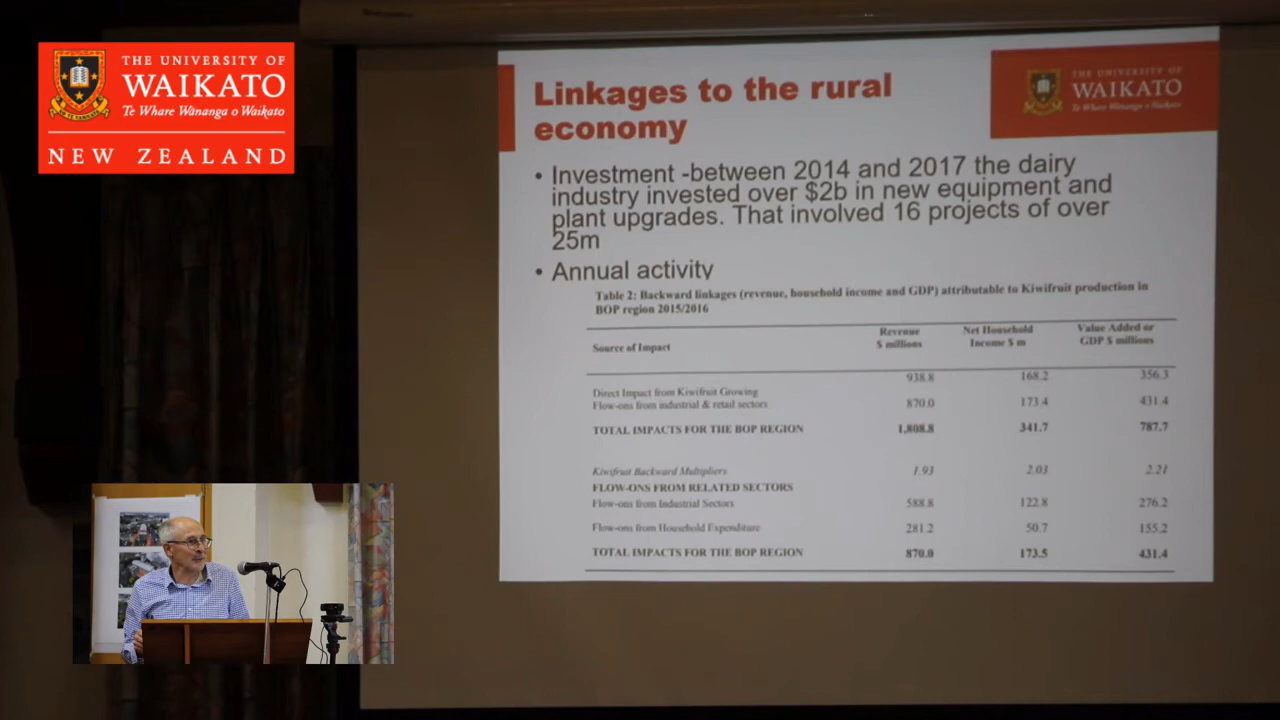 THE UNIVERSITY OF
WAIKATO
Te Whare Wānanga o Waikato
NEW ZEALAND
Linkages to the rural
economy
THE UNIVERSITY OF
WAIKATO
Te Whare Wānanga o Waikato
• Investment -between 2014 and 2017 the dairy
industry invested over $2b in new equipment and
plant upgrades. That involved 16 projects of over
25m
• Annual activity
Table 2: Backward linkages (revenue, household income and GDP) attributable to Kiwifruit production in
BOP region 2015/2016
Source of Impact
Revenue
$ millions
Net Household
Income $ m
Value Added or
GDP $ millions
938.8 168.2 356.3
Direct Impact from Kiwifruit Growing
Flow-ons from industrial & retail sectors 870.0 173.4 431.4
TOTAL IMPACTS FOR THE BOP REGION 1,808.8 341.7 787.7
Kiwifruit Backward Multipliers 1.93 2.03 2.21
FLOW-ONS FROM RELATED SECTORS
Flow-ons from Industrial Sectors 588.8 122.8 276.2
Flow-ons from Household Expenditure 281.2 50.7 155.2
TOTAL IMPACTS FOR THE BOP REGION 870.0 173.5 431.4